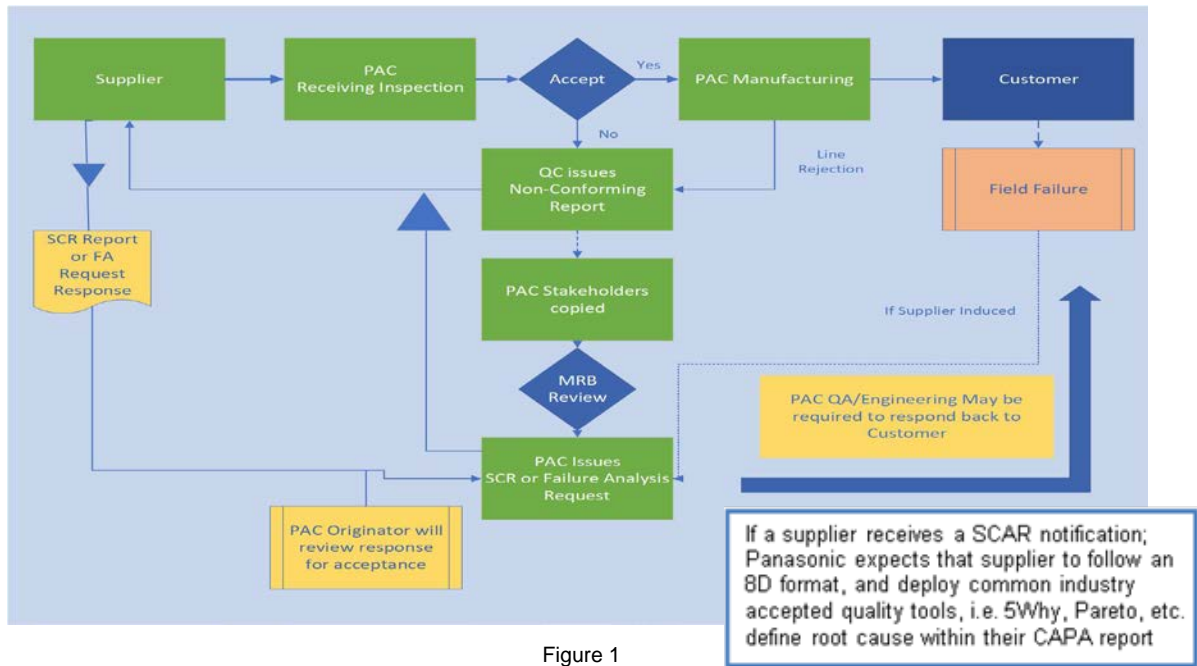 Supplier
PAC
Receiving Inspection
Accept
Yes
PAC Manufacturing
Customer
No
Line
Rejection
QC issues
Non-Conforming
Report
Field Failure
SCR Report
or FA
Request
Response
PAC Stakeholders
copied
If Supplier Induced
MRB
Review
PAC QA/Engineering May be
required to respond back to
Customer
PAC Issues
SCR or Failure Analysis
Request
PAC Originator will
review response
for acceptance
If a supplier receives a SCAR notification;
Panasonic expects that supplier to follow an
8D format, and deploy common industry
accepted quality tools, i.e. 5Why, Pareto, etc.
define root cause within their CAPA report
Figure 1